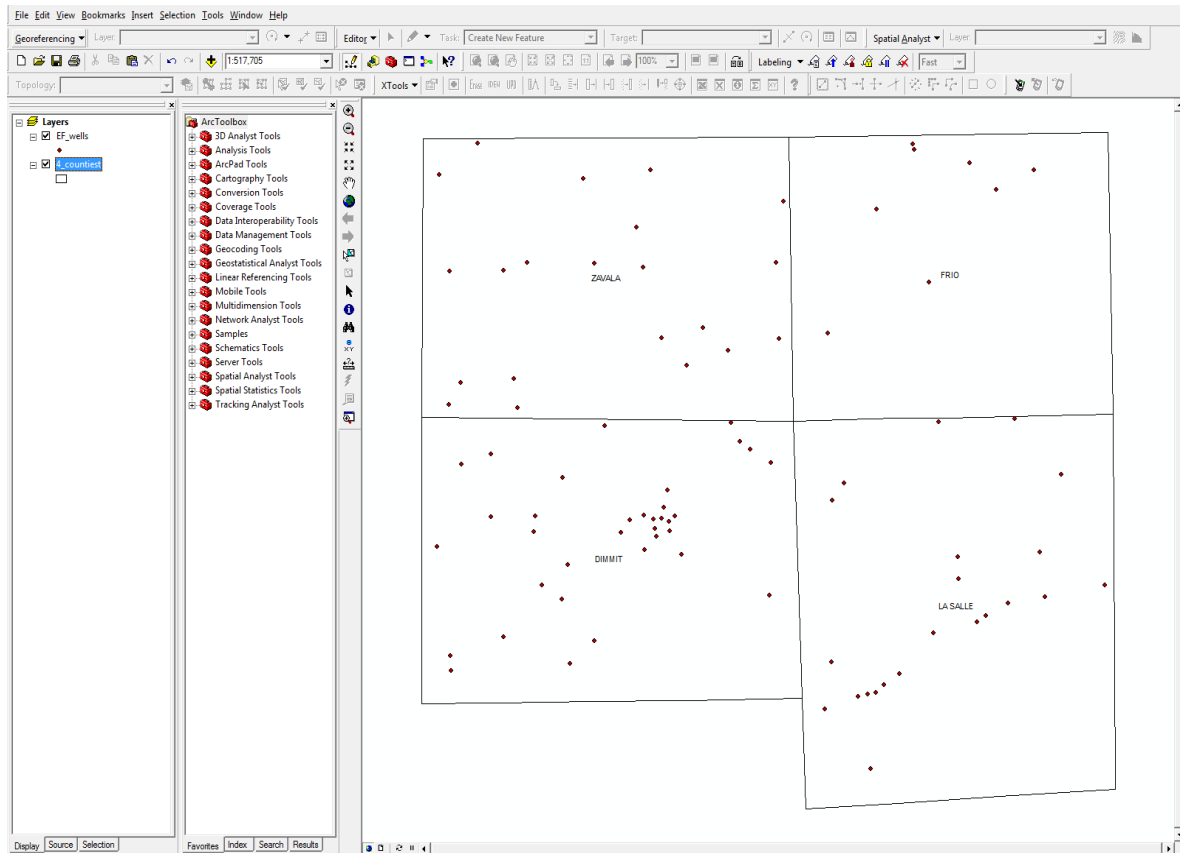 File Edit View Bookmarks Insert Selection Tools Window Help
Georeferencing Layer: Editor Task: Create New Feature Target: Spatial Analyst Layer:
1:517,705 100% Labeling Fast
Topology: XTools
Layers
EF_wells
4_countiest
ArcToolbox
3D Analyst Tools
Analysis Tools
ArcPad Tools
Cartography Tools
Conversion Tools
Coverage Tools
Data Interoperability Tools
Data Management Tools
Geocoding Tools
Geostatistical Analyst Tools
Linear Referencing Tools
Mobile Tools
Multidimension Tools
Network Analyst Tools
Samples
Schematics Tools
Server Tools
Spatial Analyst Tools
Spatial Statistics Tools
Tracking Analyst Tools
ZAVALA
FRIO
DIMMIT
LA SALLE
Display Source Selection
Favorites Index Search Results